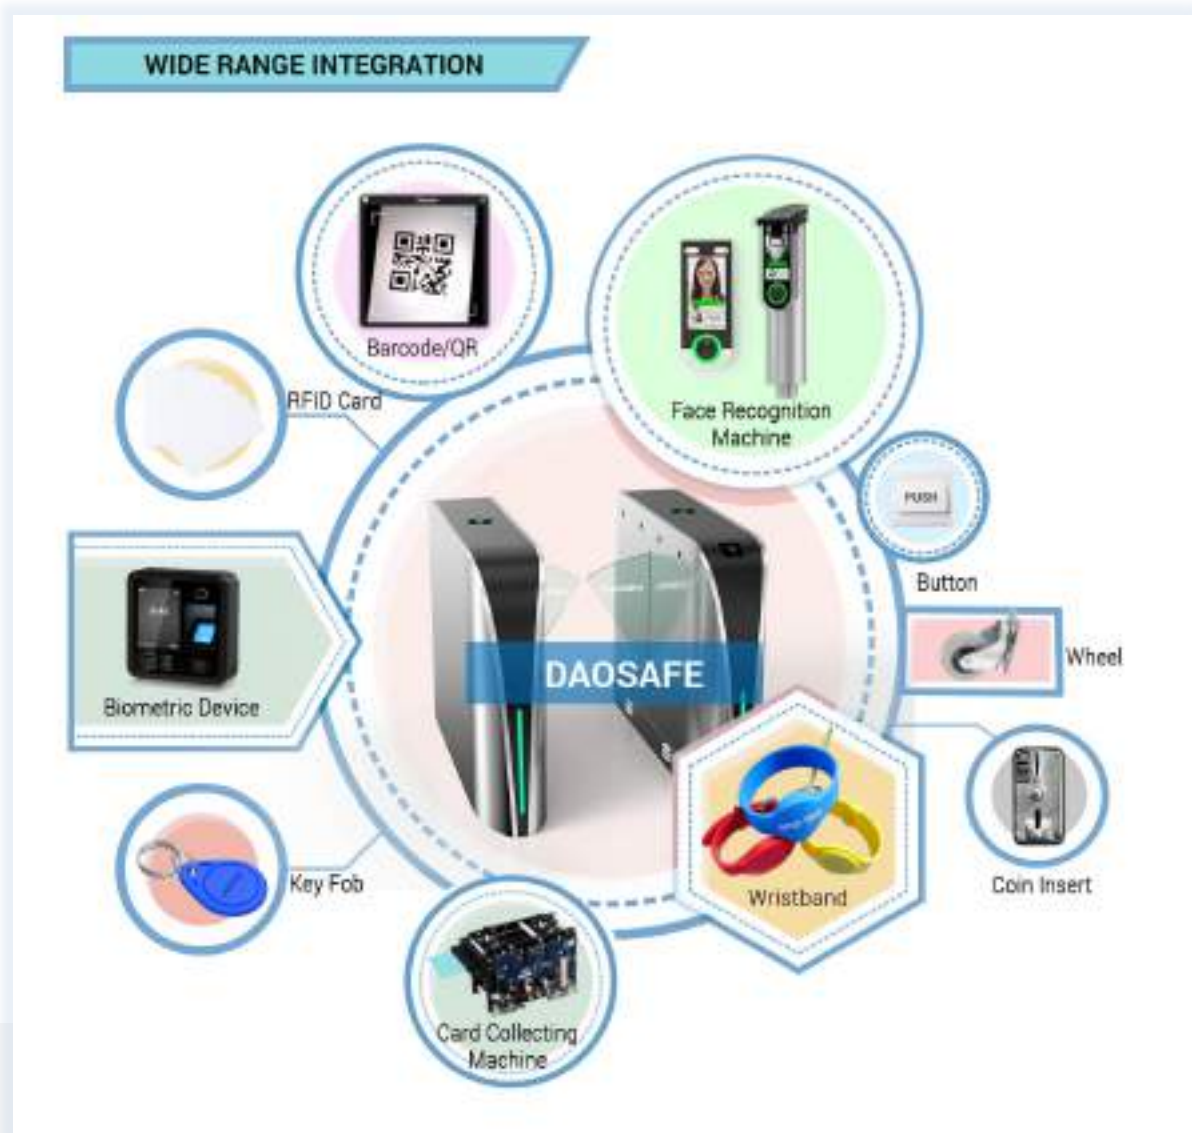 WIDE RANGE INTEGRATION
Barcode/QR
Face Recognition
Machine
RFID Card
PUSH
Button
Biometric Device
DAOSAFE
Wheel
Key Fob
Wristband
Coin Insert
Card Collecting
Machine